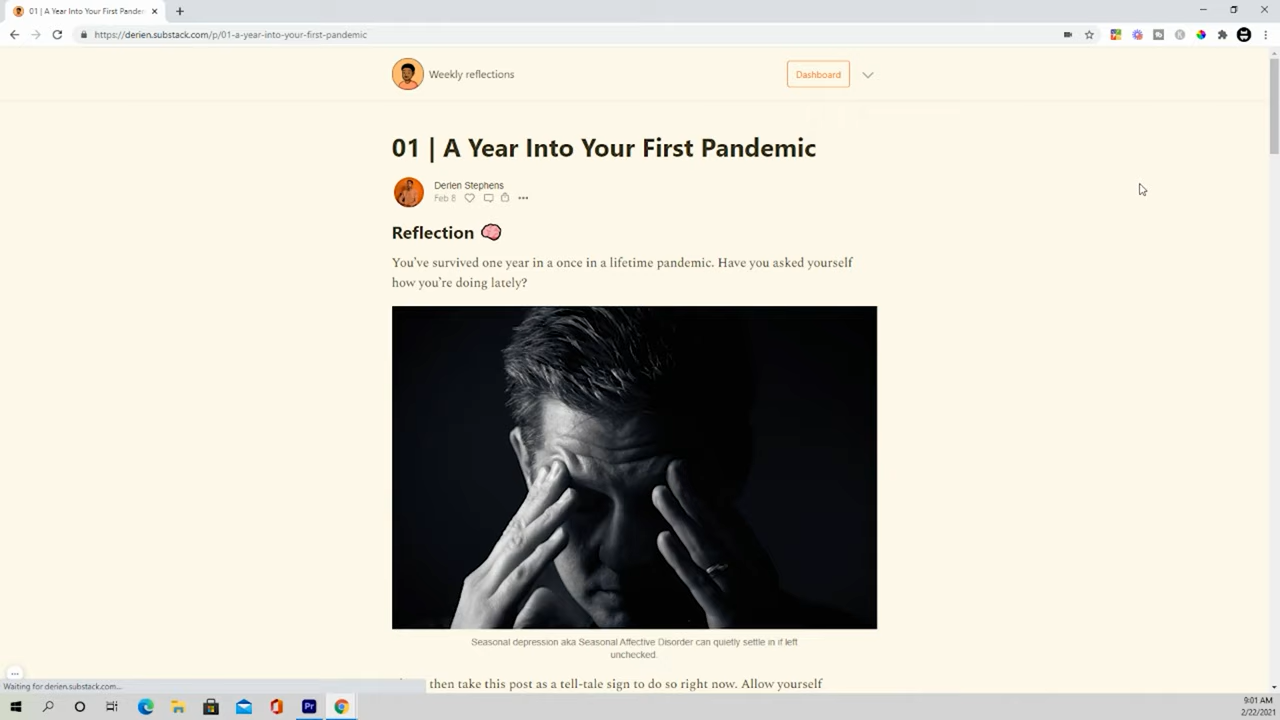 01 | A Year Into Your First Pandem
https://derien.substack.com/p/01-a-year-into-your-first-pandemic
Weekly reflections
Dashboard
01 | A Year Into Your First Pandemic
Derien Stephens
Feb 8
Reflection
You've survived one year in a once in a lifetime pandemic. Have you asked yourself
how you're doing lately?
Seasonal depression aka Seasonal Affective Disorder can quietly settle in if left
unchecked.
then take this post as a tell-tale sign to do so right now. Allow yourself
Waiting for derien.substack.com...
Pr
9:01 AM
2/22/2021